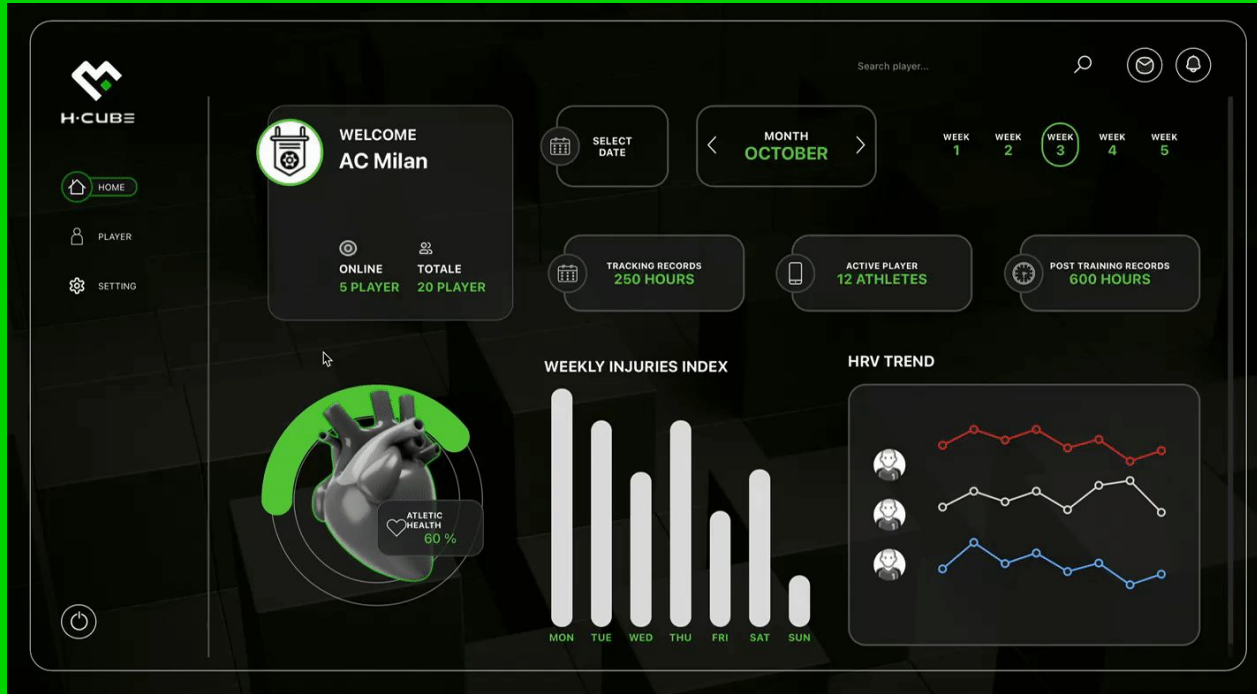 H·CUBE
HOME
PLAYER
SETTING
Search player...
WELCOME
AC Milan
ONLINE
5 PLAYER
TOTALE
20 PLAYER
SELECT
DATE
MONTH
OCTOBER
WEEK
1
WEEK
2
WEEK
3
WEEK
4
WEEK
5
TRACKING RECORDS
250 HOURS
ACTIVE PLAYER
12 ATHLETES
POST TRAINING RECORDS
600 HOURS
ATLETIC
HEALTH
60 %
WEEKLY INJURIES INDEX
MON TUE WED THU FRI SAT SUN
HRV TREND